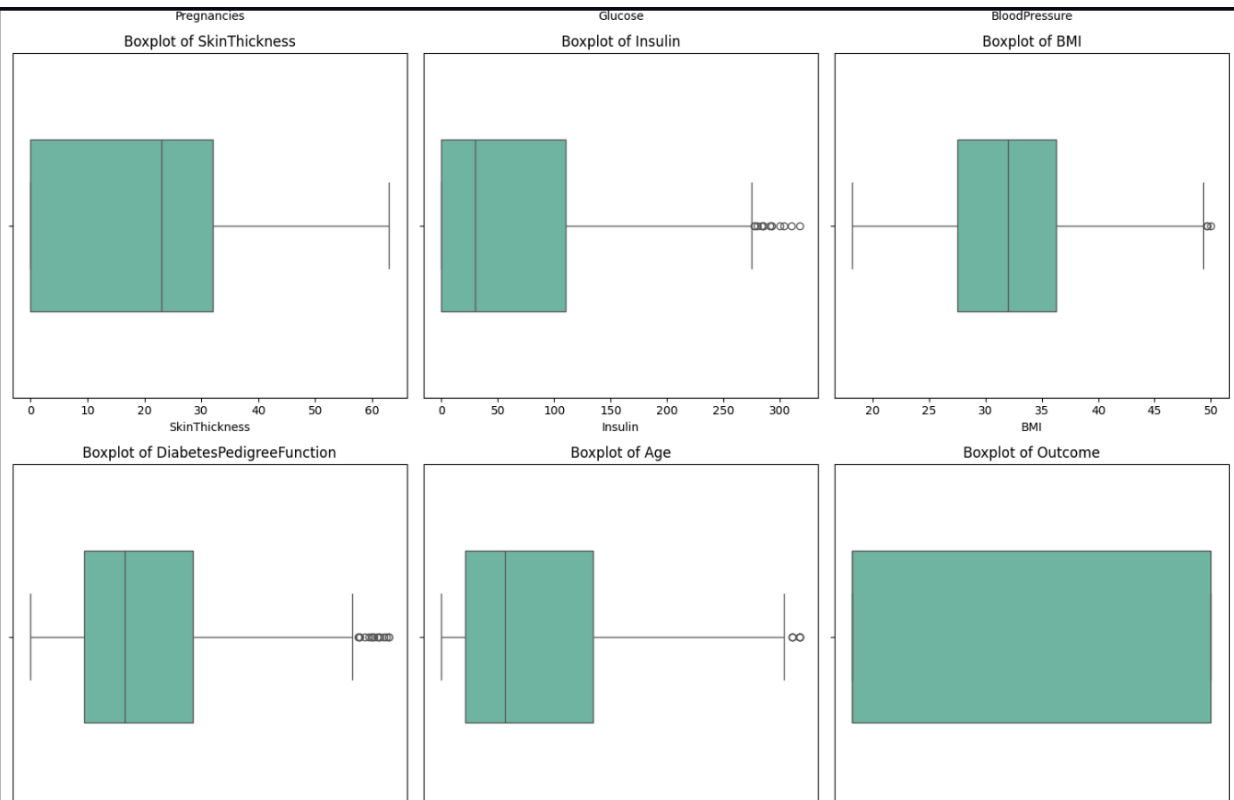 Pregnancies Glucose BloodPressure
Boxplot of SkinThickness Boxplot of Insulin Boxplot of BMI
0 10 20 30 40 50 60 0 50 100 150 200 250 300 20 25 30 35 40 45 50
SkinThickness Insulin BMI
Boxplot of DiabetesPedigreeFunction Boxplot of Age Boxplot of Outcome